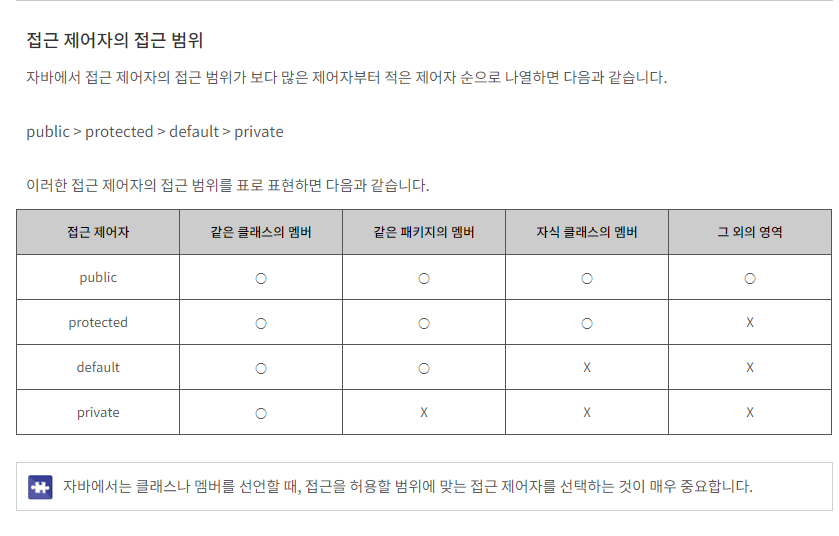 접근 제어자의 접근 범위
자바에서 접근 제어자의 접근 범위가 보다 많은 제어자부터 적은 제어자 순으로 나열하면 다음과 같습니다.
public > protected > default > private
이러한 접근 제어자의 접근 범위를 표로 표현하면 다음과 같습니다.
접근 제어자 같은 클래스의 멤버 같은 패키지의 멤버 자식 클래스의 멤버 그 외의 영역
public ○ ○ ○ ○
protected ○ ○ ○ X
default ○ ○ X X
private ○ X X X
자바에서는 클래스나 멤버를 선언할 때, 접근을 허용할 범위에 맞는 접근 제어자를 선택하는 것이 매우 중요합니다.